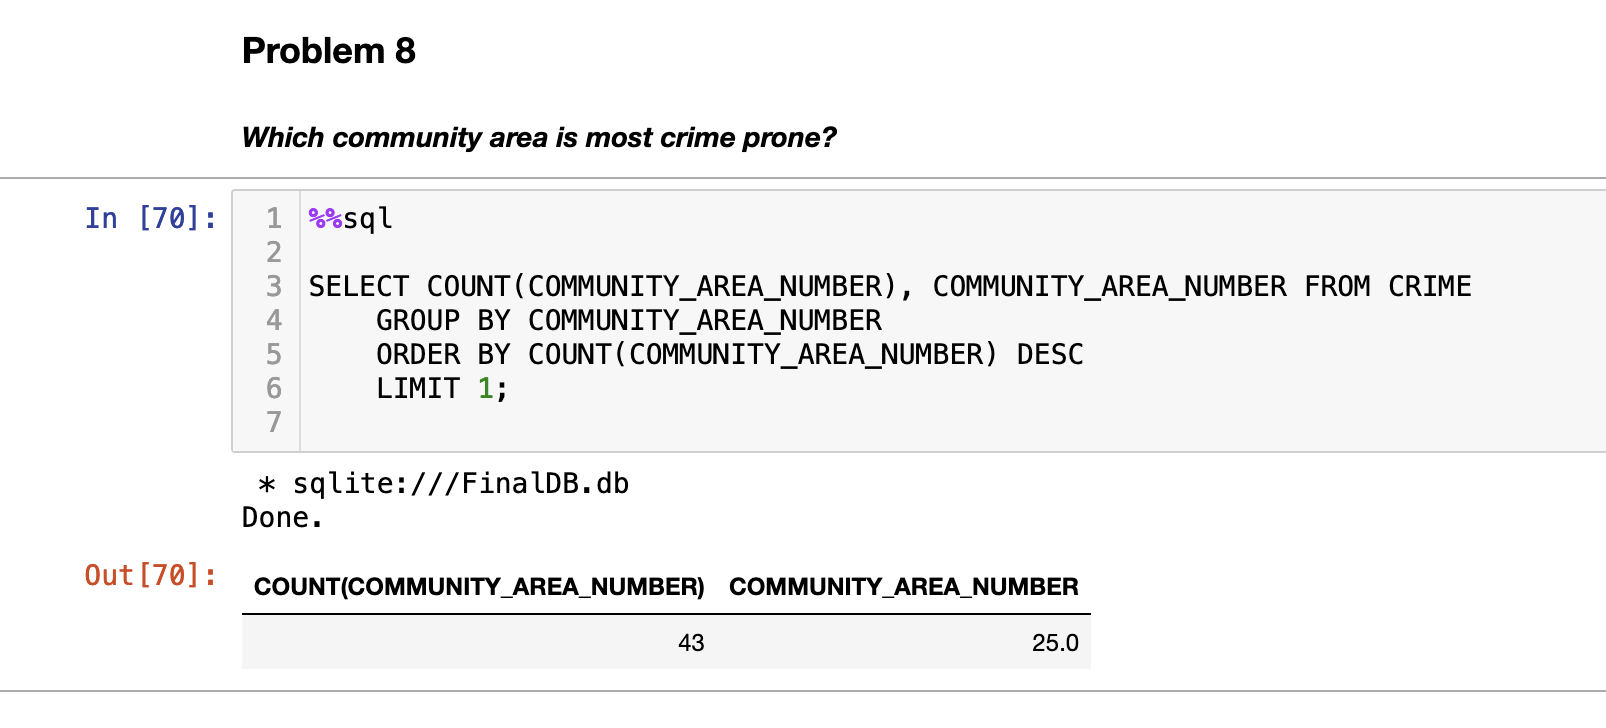 Problem 8
Which community area is most crime prone?
In [70]:
1 %%sql
2
3 SELECT COUNT(COMMUNITY_AREA_NUMBER), COMMUNITY_AREA_NUMBER FROM CRIME
4     GROUP BY COMMUNITY_AREA_NUMBER
5     ORDER BY COUNT(COMMUNITY_AREA_NUMBER) DESC
6     LIMIT 1;
7
* sqlite:///FinalDB.db
Done.
Out[70]:
COUNT(COMMUNITY_AREA_NUMBER) COMMUNITY_AREA_NUMBER
43 25.0